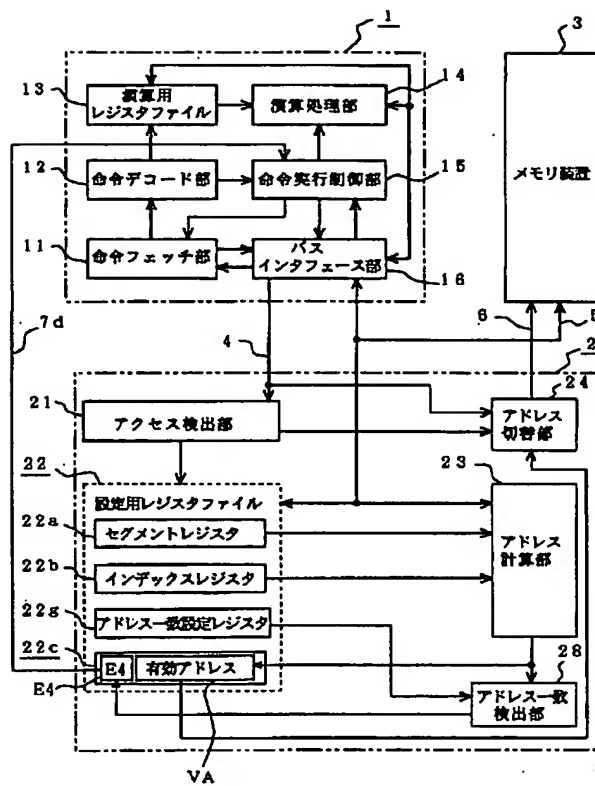 1
3
13
演算用
レジスタファイル
演算処理部
14
12
命令デコード部
命令実行制御部
15
メモリ装置
11
命令フェッチ部
バス
インタフェース部
16
7d
4
6
5
2
24
21
アクセス検出部
アドレス
切替部
22
設定用レジスタファイル
23
22a
セグメントレジスタ
アドレス
計算部
22b
インデックスレジスタ
22g
アドレス一致設定レジスタ
22c
E4
有効アドレス
28
E4
アドレス一致
検出部
VA